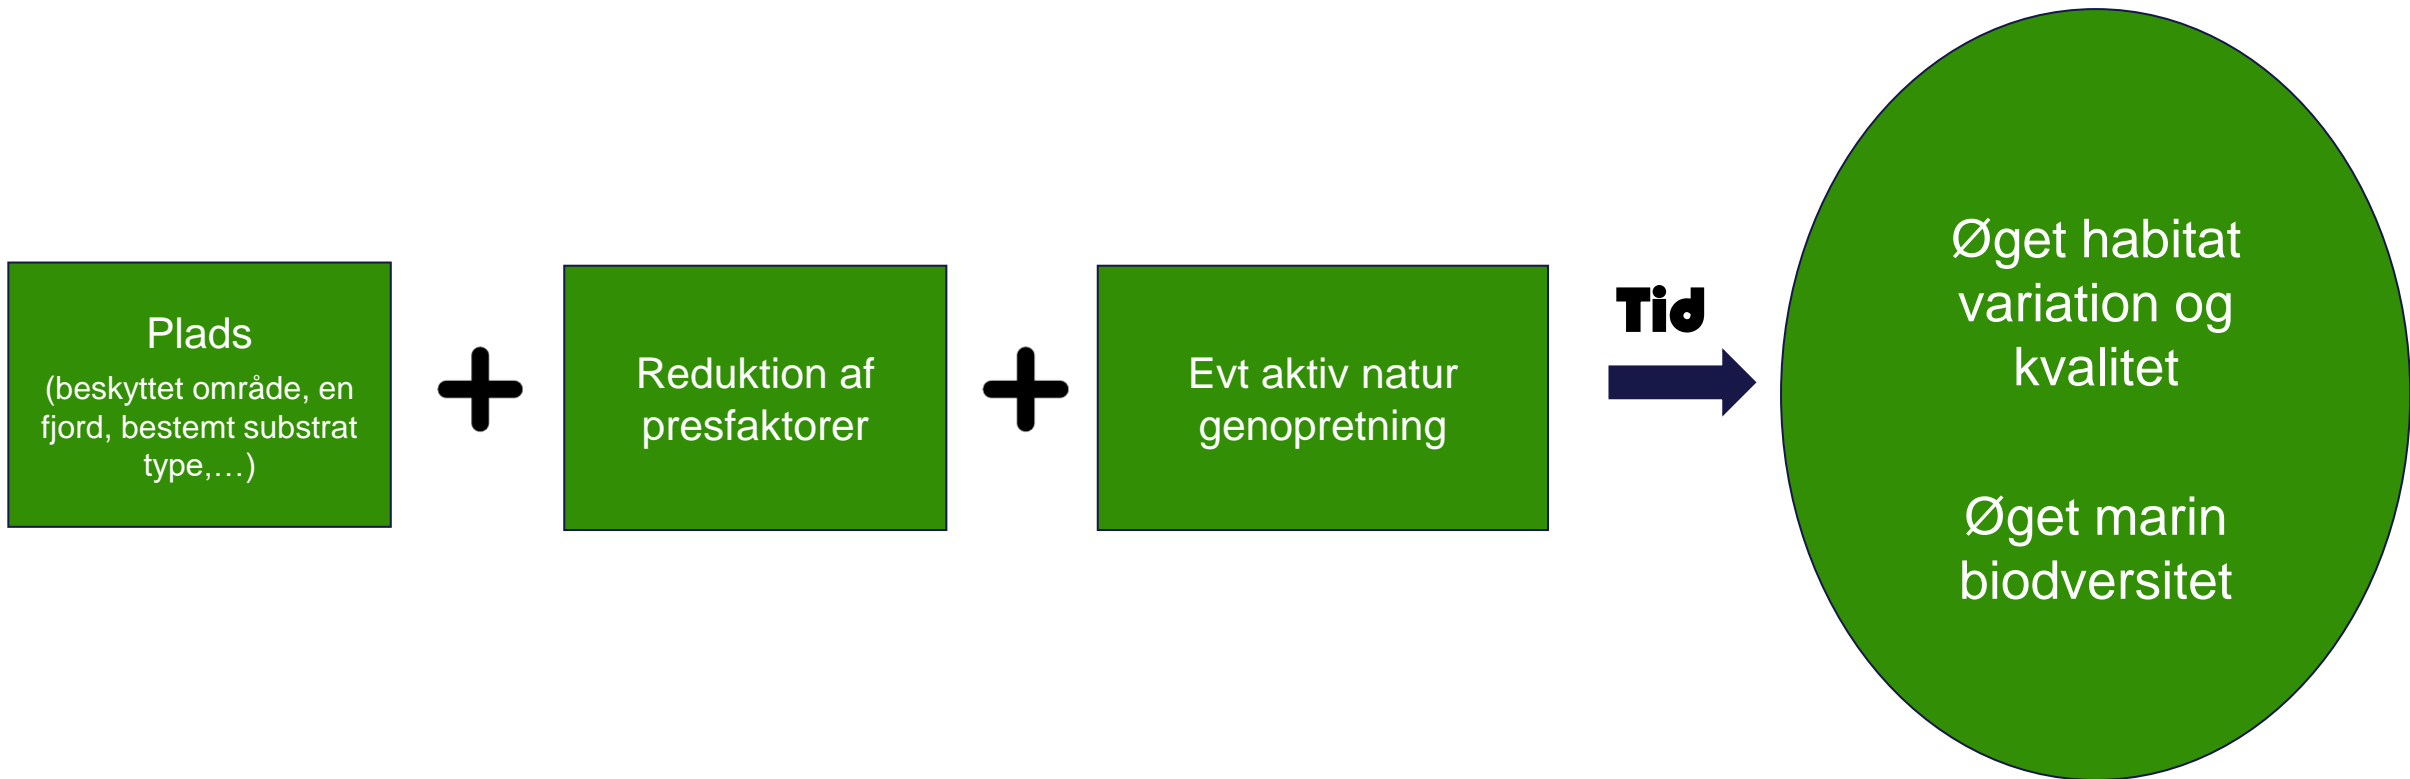 Plads
(beskyttet område, en
fjord, bestemt substrat
type,…)
Reduktion af
presfaktorer
Evt aktiv natur
genopretning
Tid
Øget habitat
variation og
kvalitet
Øget marin
biodversitet